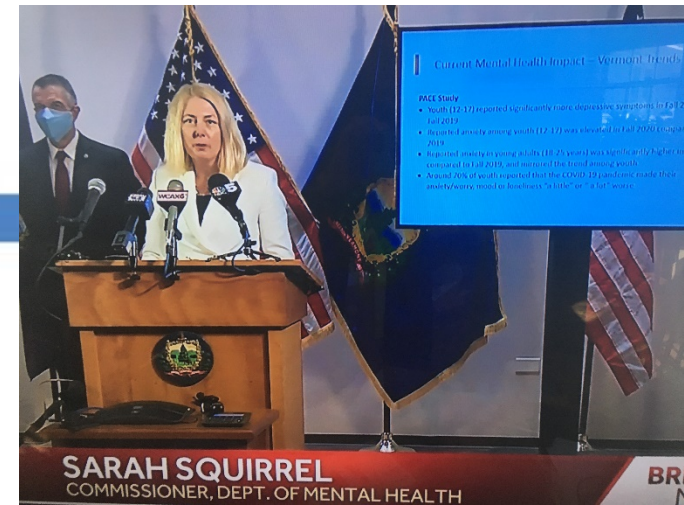 Current Mental Health Impact – Vermont Trends
PACE Study
• Youth (12-17) reported significantly more depressive symptoms in Fall 2
Fall 2019
• Reported anxiety among youth (12-17) was elevated in Fall 2020 compa
2019
• Reported anxiety in young adults (18-25 years) was significantly higher in
compared in Fall 2019, and mirrored the trend among youth
• Around 70% of youth reported that the COVID-19 pandemic made their
anxiety/worry, mood or loneliness "a little" or "a lot" worse
WCAX
5
SARAH SQUIRREL
COMMISSIONER, DEPT. OF MENTAL HEALTH
BR